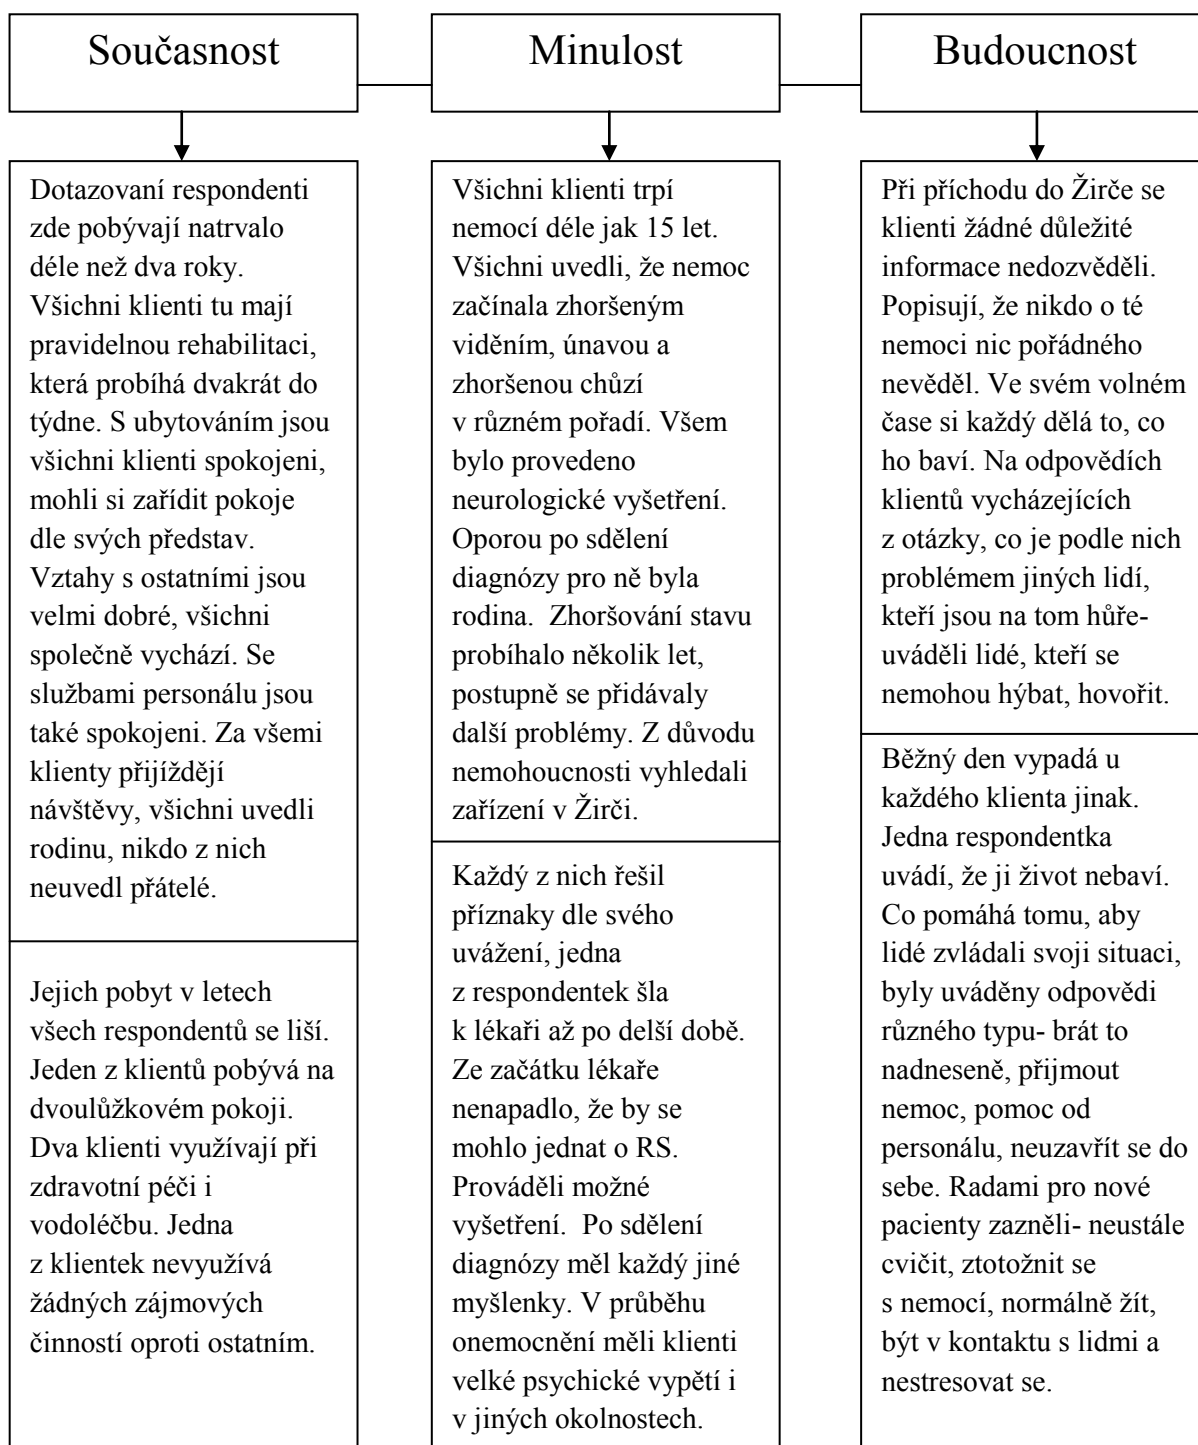 Současnost
Minulost
Budoucnost
Dotazovaní respondenti
zde pobývají natrvalo
déle než dva roky.
Všichni klienti tu mají
pravidelnou rehabilitaci,
která probíhá dvakrát do
týdne. S ubytováním jsou
všichni klienti spokojeni,
mohli si zařídit pokoje
dle svých představ.
Vztahy s ostatními jsou
velmi dobré, všichni
společně vychází. Se
službami personálu jsou
také spokojeni. Za všemi
klienty přijíždějí
návštěvy, všichni uvedli
rodinu, nikdo z nich
neuvedl přátelé.
Jejich pobyt v letech
všech respondentů se liší.
Jeden z klientů pobývá na
dvoulůžkovém pokoji.
Dva klienti využívají při
zdravotní péči i
vodoléčbu. Jedna
z klientek nevyužívá
žádných zájmových
činností oproti ostatním.
Všichni klienti trpí
nemocí déle jak 15 let.
Všichni uvedli, že nemoc
začínala zhoršeným
viděním, únavou a
zhoršenou chůzí
v různém pořadí. Všem
bylo provedeno
neurologické vyšetření.
Oporou po sdělení
diagnózy pro ně byla
rodina.  Zhoršování stavu
probíhalo několik let,
postupně se přidávaly
další problémy. Z důvodu
nemohoucnosti vyhledali
zařízení v Žirči.
Každý z nich řešil
příznaky dle svého
uvážení, jedna
z respondentek šla
k lékaři až po delší době.
Ze začátku lékaře
nenapadlo, že by se
mohlo jednat o RS.
Prováděli možné
vyšetření.  Po sdělení
diagnózy měl každý jiné
myšlenky. V průběhu
onemocnění měli klienti
velké psychické vypětí i
v jiných okolnostech.
Při příchodu do Žirče se
klienti žádné důležité
informace nedozvěděli.
Popisují, že nikdo o té
nemoci nic pořádného
nevěděl. Ve svém volném
čase si každý dělá to, co
ho baví. Na odpovědích
klientů vycházejících
z otázky, co je podle nich
problémem jiných lidí,
kteří jsou na tom hůře-
uváděli lidé, kteří se
nemohou hýbat, hovořit.
Běžný den vypadá u
každého klienta jinak.
Jedna respondentka
uvádí, že ji život nebaví.
Co pomáhá tomu, aby
lidé zvládali svoji situaci,
byly uváděny odpovědi
různého typu- brát to
nadneseně, přijmout
nemoc, pomoc od
personálu, neuzavřít se do
sebe. Radami pro nové
pacienty zazněli- neustále
cvičit, ztotožnit se
s nemocí, normálně žít,
být v kontaktu s lidmi a
nestresovat se.